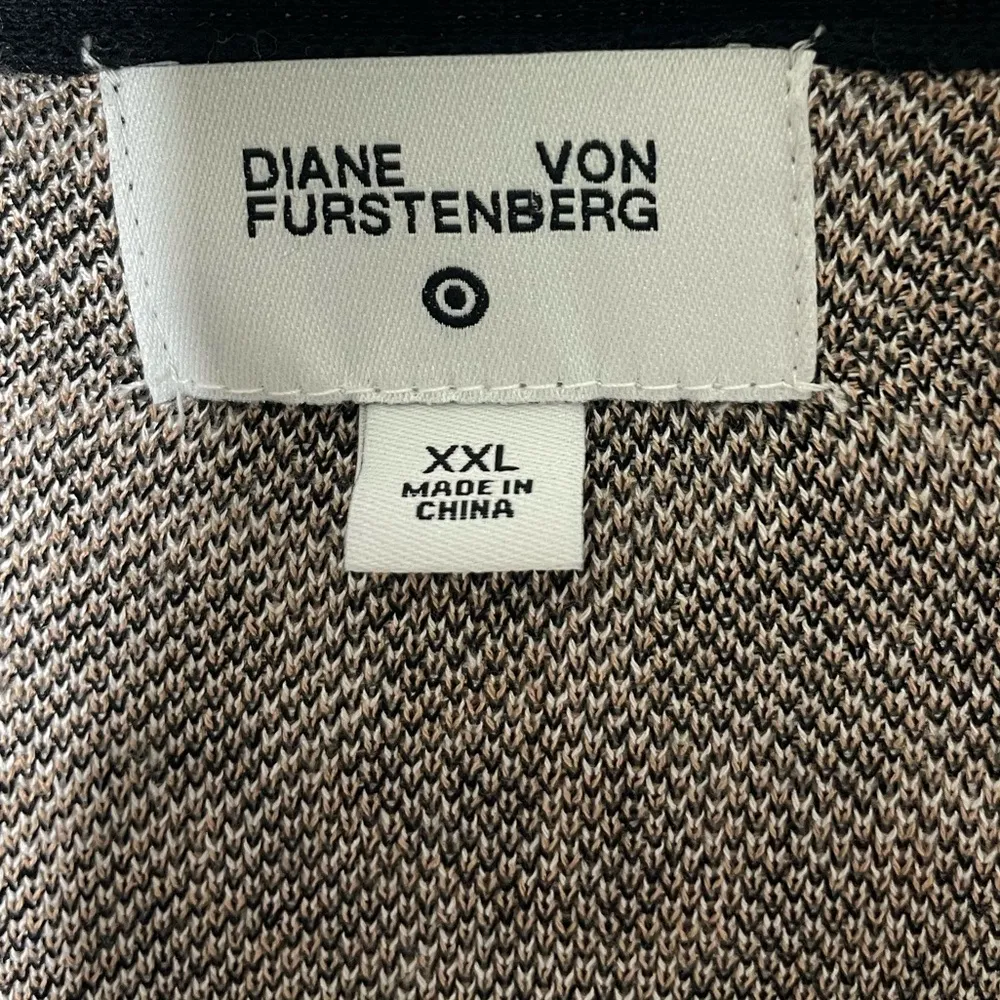 DIANE VON
FURSTENBERG
XXL
MADE IN
CHINA